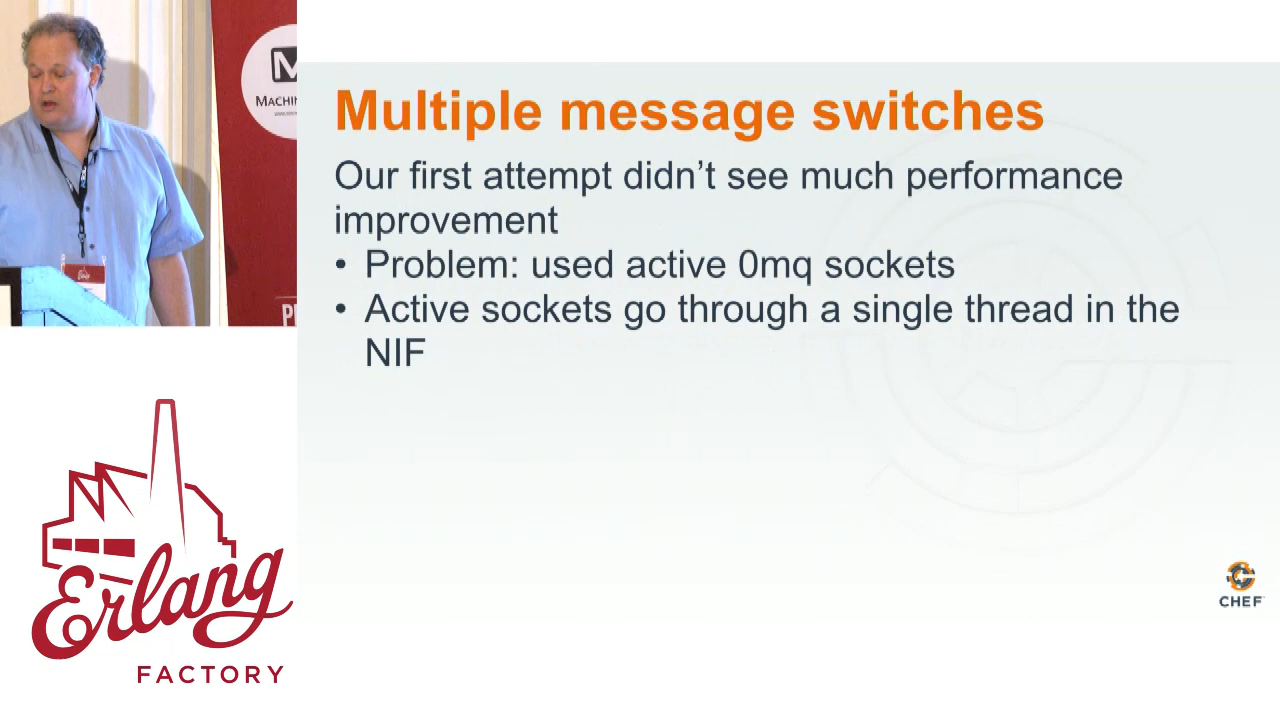 M
MACHIN
Multiple message switches
Our first attempt didn't see much performance
improvement
• Problem: used active 0mq sockets
• Active sockets go through a single thread in the
NIF
CHEF
Erlang
FACTORY